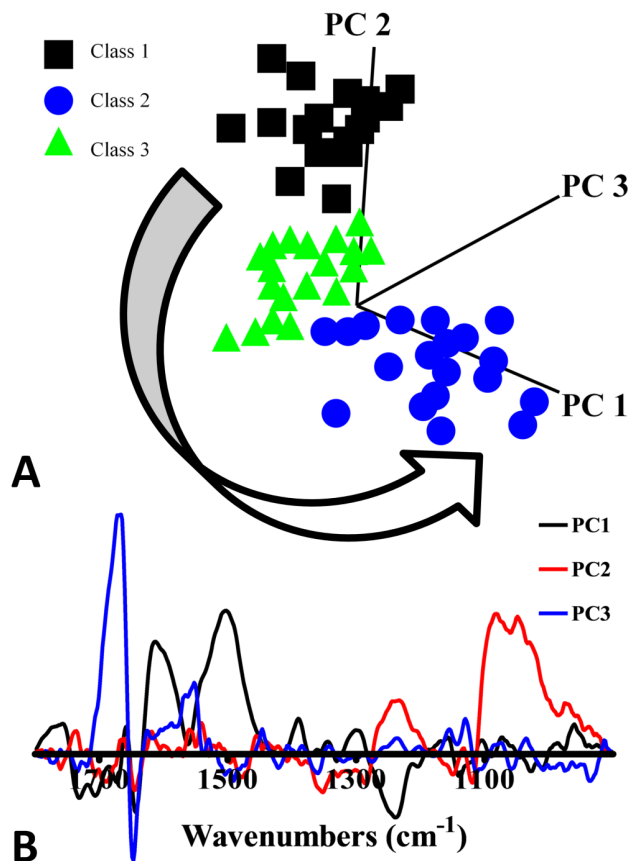 PC 2
Class 1
Class 2
Class 3
PC 3
PC 1
A
PC1
PC2
PC3
1700 1500 1300 1100
B
Wavenumbers (cm⁻¹)